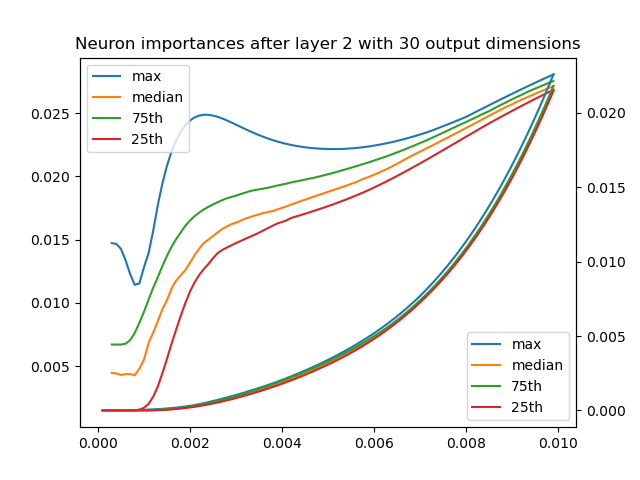 Neuron importances after layer 2 with 30 output dimensions
max
median
75th
25th
0.025
0.020
0.015
0.010
0.005
0.020
0.015
0.010
0.005
0.000
max
median
75th
25th
0.000 0.002 0.004 0.006 0.008 0.010